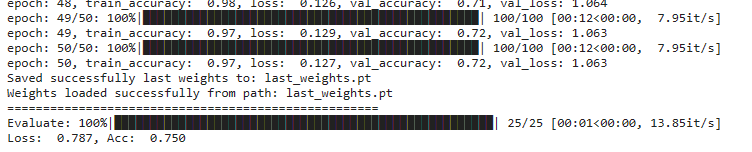 epoch: 48, train_accuracy:  0.98, loss:  0.126, val_accuracy:  0.71, val_loss: 1.064
epoch: 49/50: 100%|██████████| 100/100 [00:12<00:00,  7.95it/s]
epoch: 49, train_accuracy:  0.97, loss:  0.129, val_accuracy:  0.72, val_loss: 1.063
epoch: 50/50: 100%|██████████| 100/100 [00:12<00:00,  7.95it/s]
epoch: 50, train_accuracy:  0.97, loss:  0.127, val_accuracy:  0.72, val_loss: 1.063
Saved successfully last weights to: last_weights.pt
Weights loaded successfully from path: last_weights.pt
====================================================
Evaluate: 100%|██████████| 25/25 [00:01<00:00, 13.85it/s]
Loss:  0.787, Acc:  0.750